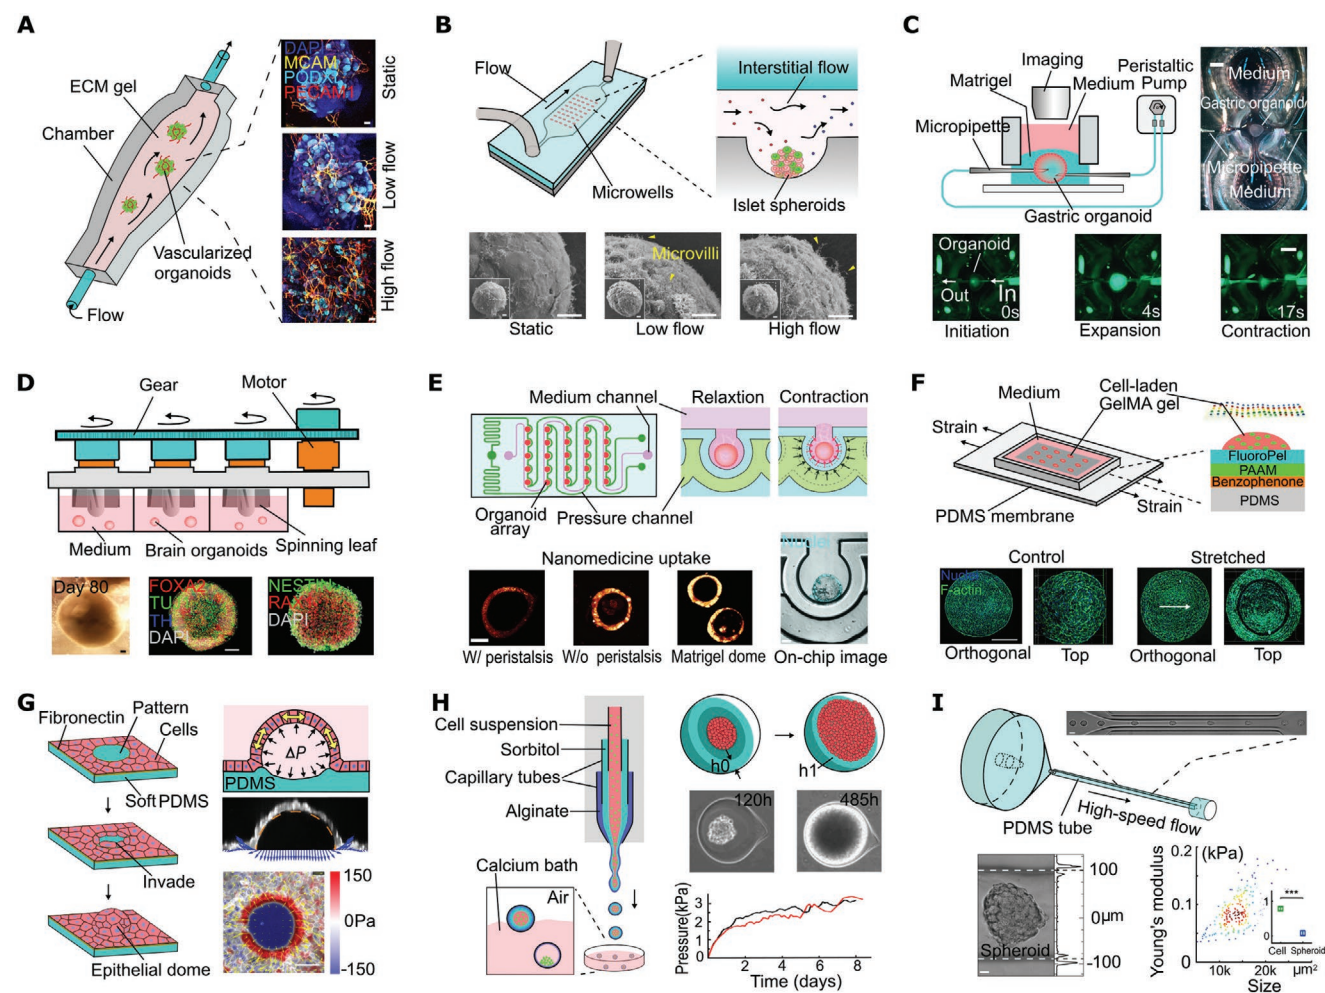 A
ECM gel
Chamber
Vascularized
organoids
Flow
DAPI
MCAM
PODXL
PECAM1
Static
Low flow
High flow
B
Flow
Microwells
Interstitial flow
Islet spheroids
Microvilli
Static
Low flow
High flow
C
Imaging
Matrigel
Medium
Micropipette
Peristaltic
Pump
Gastric organoid
Medium
Gastric organoid
Micropipette
Medium
Organoid
Out
In
0s
4s
17s
Initiation
Expansion
Contraction
D
Gear
Motor
Medium
Brain organoids
Spinning leaf
Day 80
FOXA2
TU
TH
DAPI
NESTIN
RA
DAPI
E
Medium channel
Relaxtion
Contraction
Organoid
array
Pressure channel
Nanomedicine uptake
Nuclei
W/ peristalsis
W/o peristalsis
Matrigel dome
On-chip image
F
Medium
Cell-laden
GelMA gel
Strain
Strain
PDMS membrane
FluoroPel
PAAM
Benzophenone
PDMS
Control
Stretched
Nuclei
F-actin
Orthogonal
Top
Orthogonal
Top
G
Pattern
Fibronectin
Cells
Soft PDMS
Invade
Epithelial dome
ΔP
PDMS
150
0Pa
-150
H
Cell suspension
Sorbitol
Capillary tubes
Alginate
Calcium bath
Air
h0
h1
120h
485h
Pressure(kPa)
3
2
1
0
0 2 4 6 8
Time (days)
I
PDMS tube
High-speed flow
Spheroid
100
0μm
-100
Young's modulus
(kPa)
0.2
0.1
0
10k 20k μm²
Size
1
0
***
Cell Spheroid